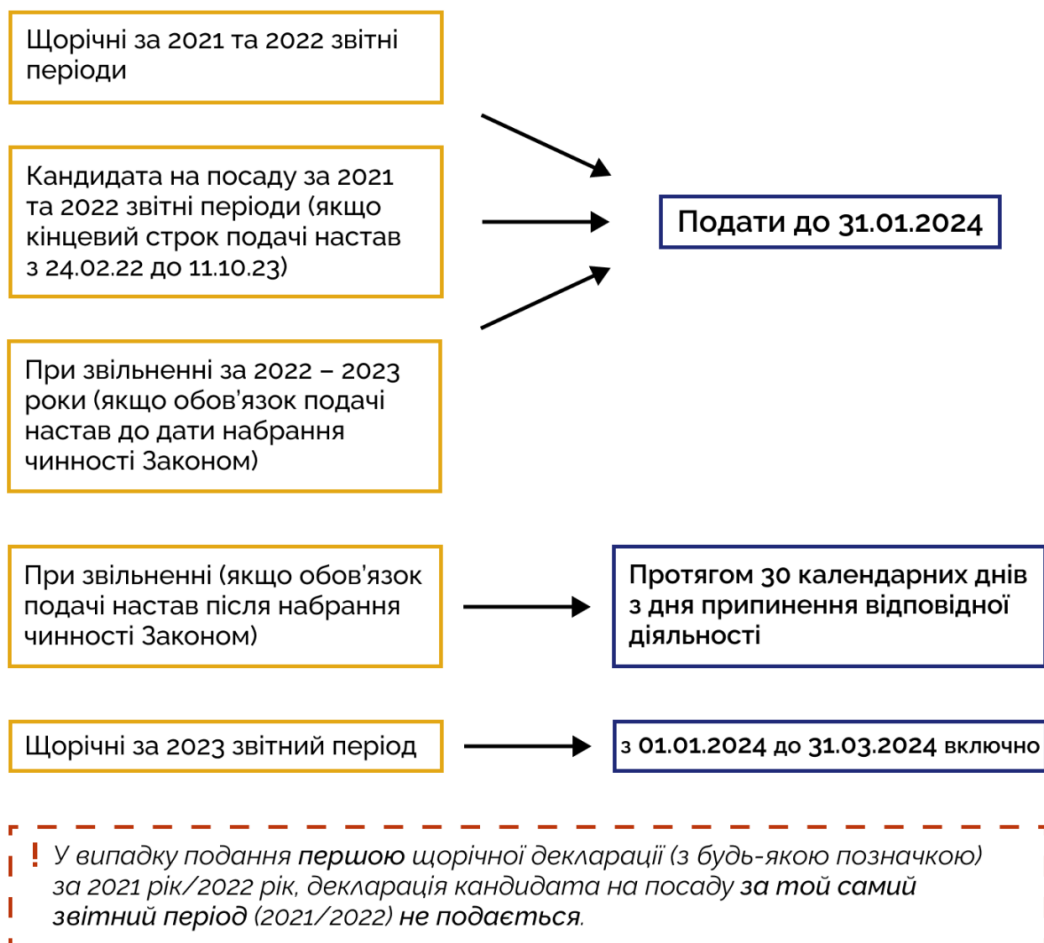 Щорічні за 2021 та 2022 звітні
періоди
Кандидата на посаду за 2021
та 2022 звітні періоди (якщо
кінцевий строк подачі настав
з 24.02.22 до 11.10.23)
Подати до 31.01.2024
При звільненні за 2022 – 2023
роки (якщо обов’язок подачі
настав до дати набрання
чинності Законом)
При звільненні (якщо обов’язок
подачі настав після набрання
чинності Законом)
Протягом 30 календарних днів
з дня припинення відповідної
діяльності
Щорічні за 2023 звітний період
з 01.01.2024 до 31.03.2024 включно
! У випадку подання першою щорічної декларації (з будь-якою позначкою)
за 2021 рік/2022 рік, декларація кандидата на посаду за той самий
звітний період (2021/2022) не подається.